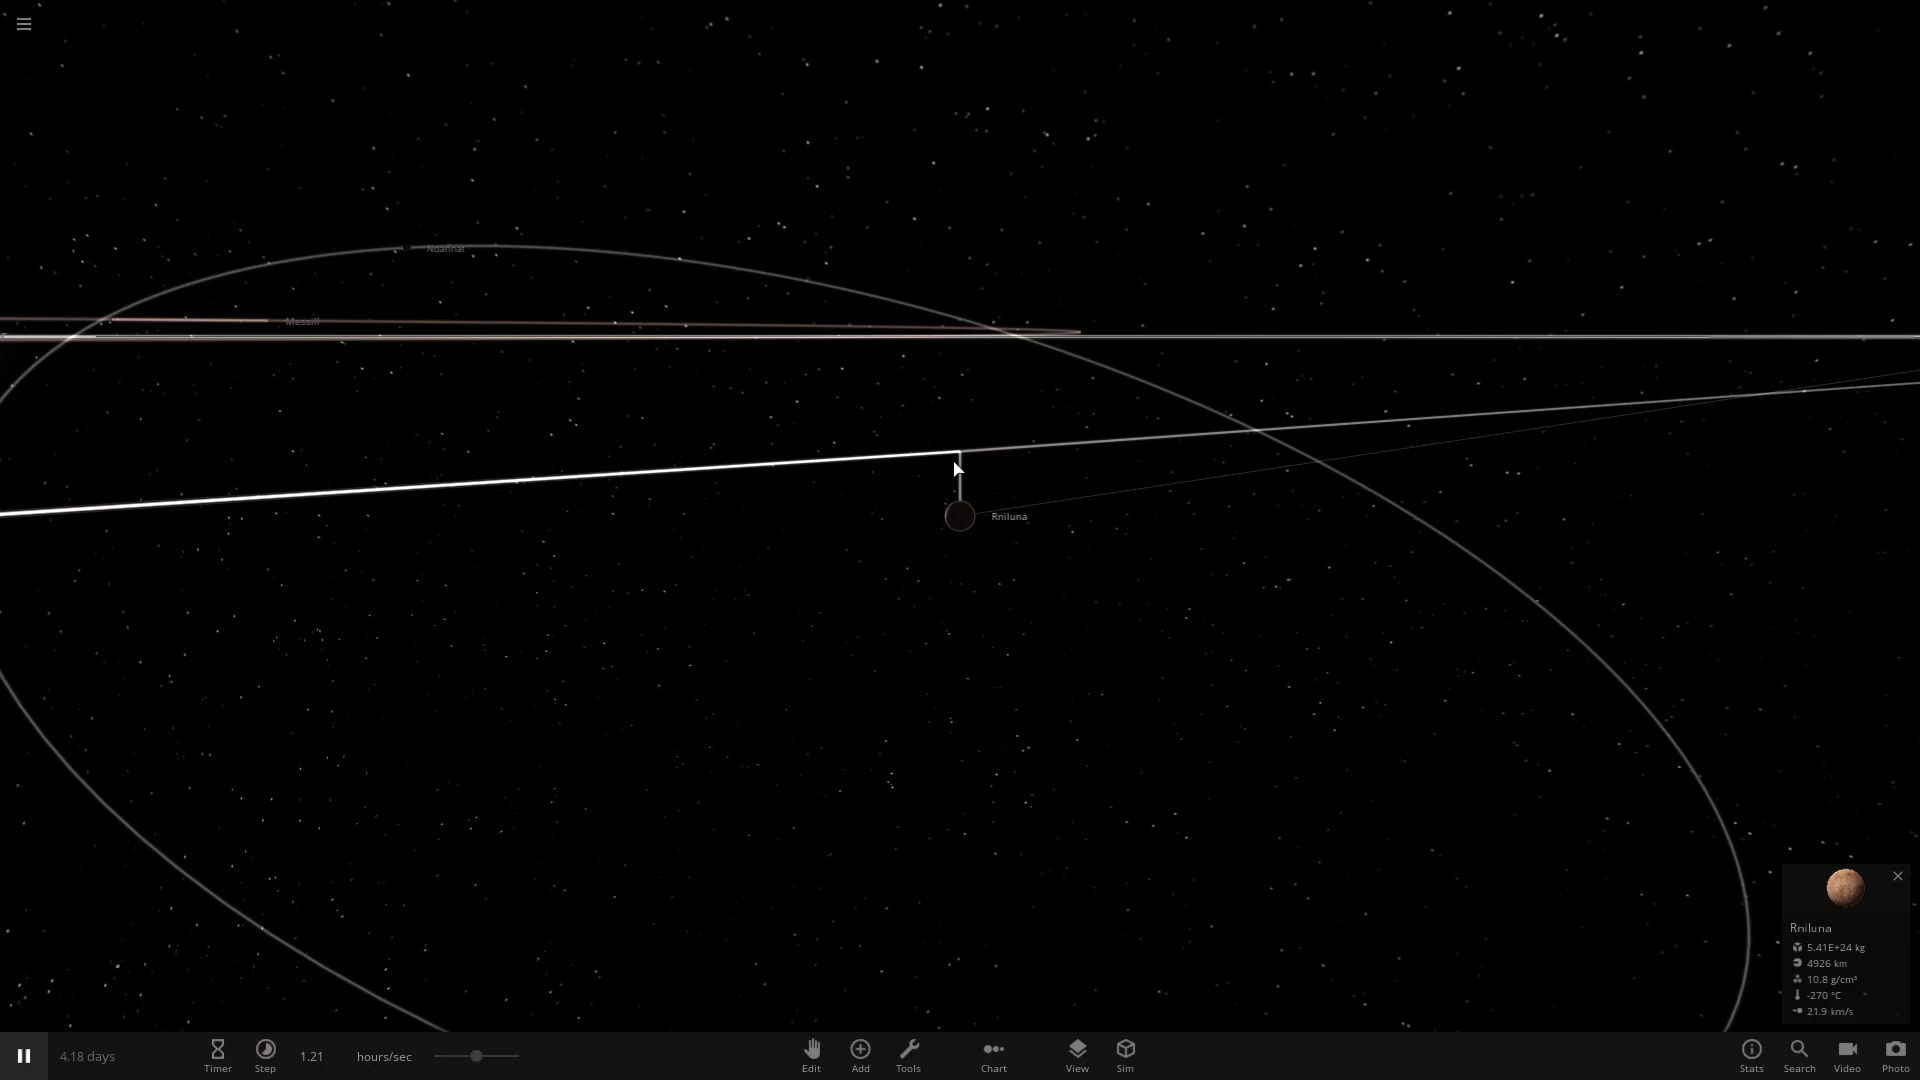 Ndannat
Messill
Rniluna
Rniluna
5.41E+24 kg
4926 km
10.8 g/cm³
-270 °C
21.9 km/s
4.18 days
Timer
Step
1.21
hours/sec
Edit
Add
Tools
Chart
View
Sim
Stats
Search
Video
Photo